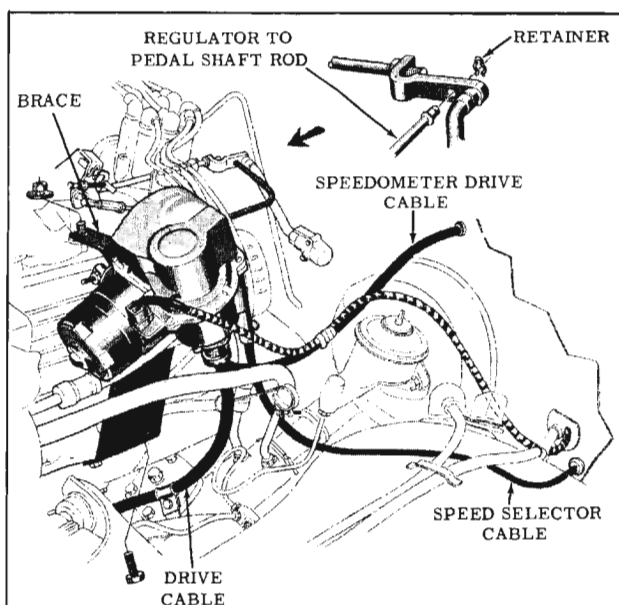 REGULATOR TO
PEDAL SHAFT ROD
RETAINER
BRACE
SPEEDOMETER DRIVE
CABLE
SPEED SELECTOR
CABLE
DRIVE
CABLE